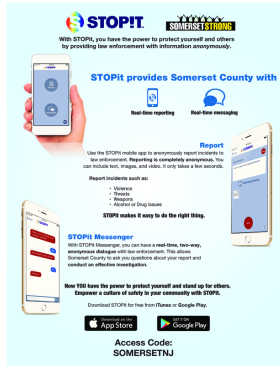 STOPiT. SOMERSETSTRONG
With STOPit, you have the power to protect yourself and others
by providing law enforcement with information anonymously.
STOPit provides Somerset County with
Real-time reporting
Real-time messaging
Report
Use the STOPit mobile app to anonymously report incidents to
law enforcement. Reporting is completely anonymous. You
can include text, images, and video. It only takes a few seconds.
Report incidents such as:
• Violence
• Threats
• Weapons
• Alcohol or Drug Issues
STOPit makes it easy to do the right thing.
STOPit Messenger
With STOPit Messenger, you can have a real-time, two-way,
anonymous dialogue with law enforcement. This allows
Somerset County to ask you questions about your report and
conduct an effective investigation.
Now YOU have the power to protect yourself and stand up for others.
Empower a culture of safety in your community with STOPit.
Download STOPit for free from iTunes or Google Play.
Download on the
App Store
GET IT ON
Google Play
Access Code:
SOMERSETNJ